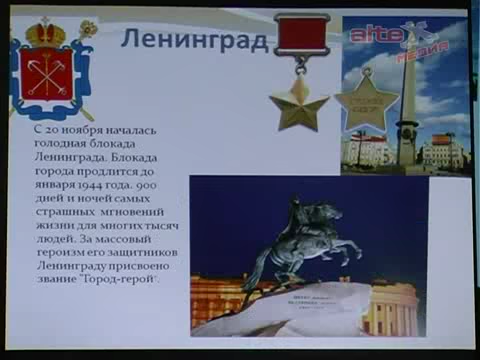 Ленинград
altex
МЕДИА
С 20 ноября началась
голодная блокада
Ленинграда. Блокада
города продлится до
января 1944 года. 900
дней и ночей самых
страшных мгновений
жизни для многих тысяч
людей. За массовый
героизм его защитников
Ленинграду присвоено
звание "Город-герой".